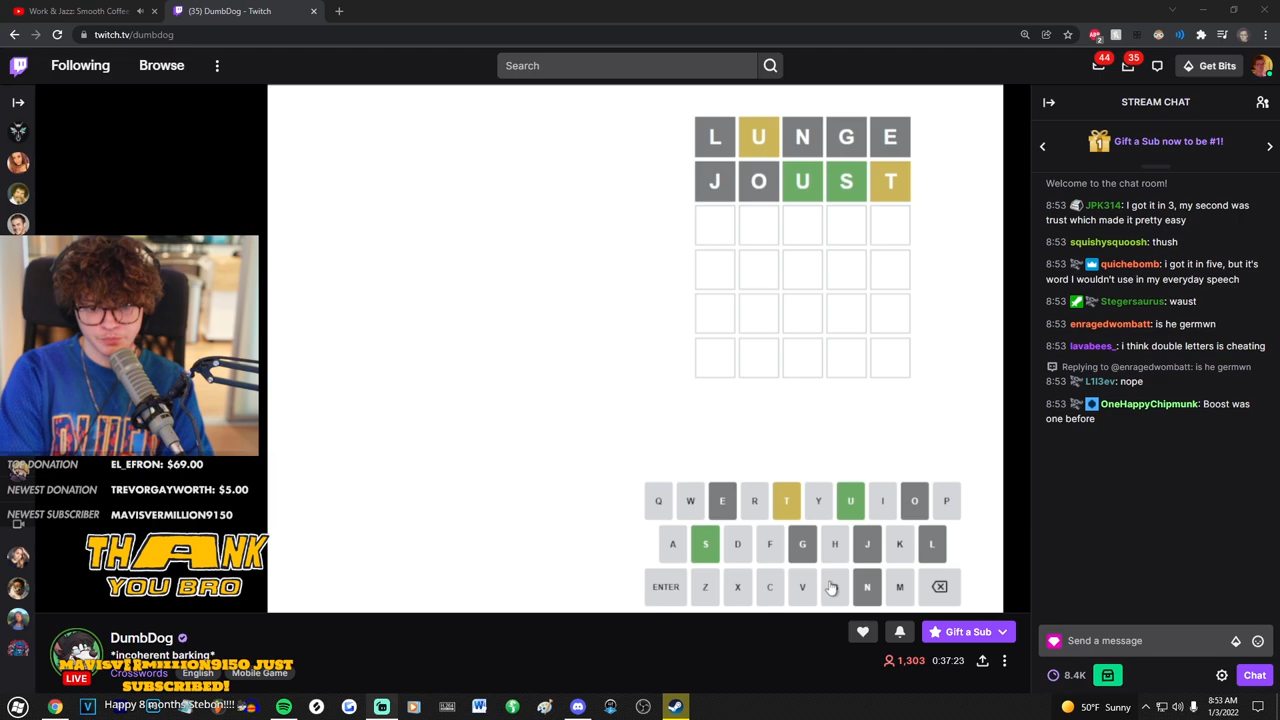 Work & Jazz: Smooth Coffe
(35) DumbDog - Twitch
twitch.tv/dumbdog
Following
Browse
Search
44
35
Get Bits
STREAM CHAT
Gift a Sub now to be #1!
Welcome to the chat room!
8:53 JPK314: I got it in 3, my second was
trust which made it pretty easy
8:53 squishysquoosh: thush
8:53 quichebomb: i got it in five, but it's
word I wouldn't use in my everyday speech
8:53 Stegersaurus: waust
8:53 enragedwombatt: is he germwn
8:53 lavabees_: i think double letters is cheating
Replying to @enragedwombatt: is he germwn
8:53 L1l3ev: nope
8:53 OneHappyChipmunk: Boost was
one before
L U N G E
J O U S T
Q W E R T Y U I O P
A S D F G H J K L
ENTER Z X C V N M
TOP DONATION EL_EFRON: $69.00
NEWEST DONATION TREVORGAYWORTH: $5.00
NEWEST SUBSCRIBER MAVISVERMILLION9150
THANK
YOU BRO
DumbDog
*incoherent barking*
MAVISVERMILLION9150 JUST
SUBSCRIBED!
LIVE
Crosswords
English
Mobile Game
Gift a Sub
1,303
0:37:23
Send a message
8.4K
Chat
Happy 8 months Stebon!!!!
50°F Sunny
8:53 AM
1/3/2022